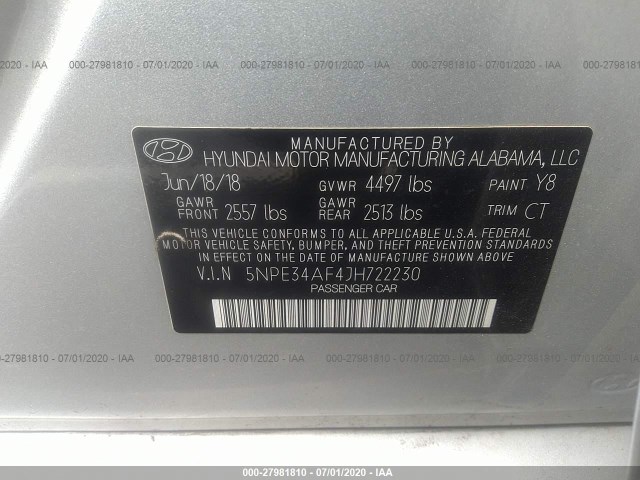 000-27981810 - 07/01/2020 - IAA
MANUFACTURED BY
HYUNDAI MOTOR MANUFACTURING ALABAMA, LLC
Jun/18/18 GVWR 4497 lbs PAINT Y8
GAWR FRONT 2557 lbs GAWR REAR 2513 lbs TRIM CT
THIS VEHICLE CONFORMS TO ALL APPLICABLE U.S.A. FEDERAL
MOTOR VEHICLE SAFETY, BUMPER, AND THEFT PREVENTION
STANDARDS IN EFFECT ON THE DATE OF MANUFACTURE SHOWN ABOVE.
V.I.N 5NPE34AF4JH722230
PASSENGER CAR
000-27981810 - 07/01/2020 - IAA
000-27981810 - 07/01/2020 - IAA